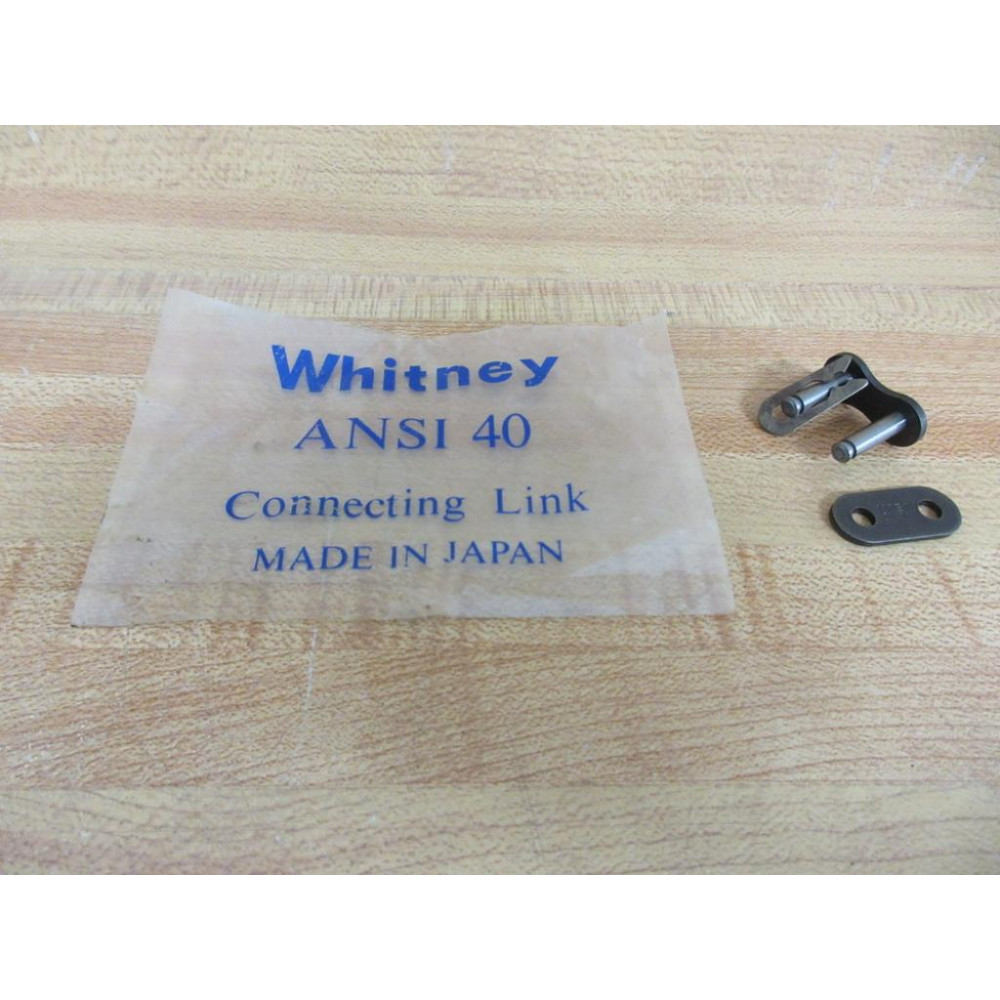 Whitney
ANSI 40
Connecting Link
MADE IN JAPAN